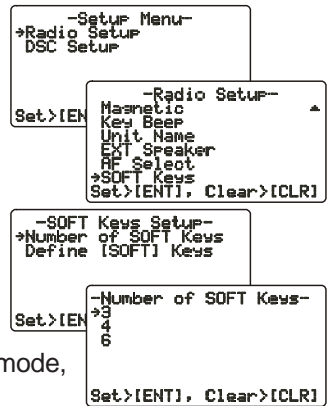 -Setup Menu-
→Radio Setup
DSC Setup
Set>[EN
-Radio Setup-
Magnetic
Key Beep
Unit Name
EXT Speaker
AF Select
→SOFT Keys
Set>[ENT], Clear>[CLR]
-SOFT Keys Setup-
→Number of SOFT Keys
Define [SOFT] Keys
Set>[EN
-Number of SOFT Keys-
→3
4
6
Set>[ENT], Clear>[CLR]
mode,